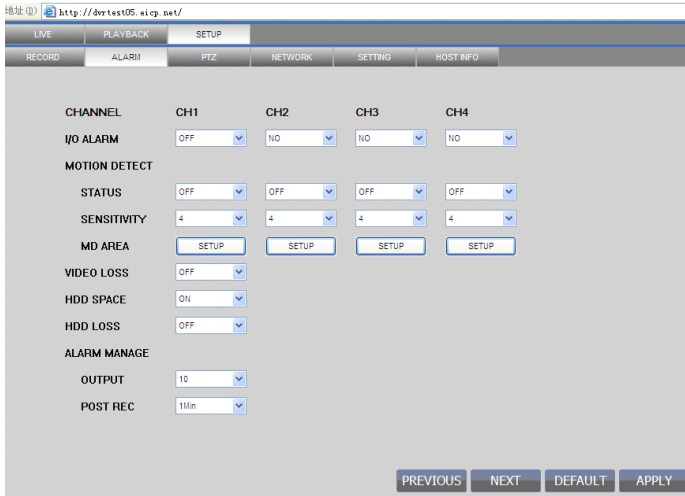 地址(D) http://dvrtest05.eicp.net/
LIVE PLAYBACK SETUP
RECORD ALARM PTZ NETWORK SETTING HOST INFO
CHANNEL CH1 CH2 CH3 CH4
I/O ALARM OFF NO NO NO
MOTION DETECT
STATUS OFF OFF OFF OFF
SENSITIVITY 4 4 4 4
MD AREA SETUP SETUP SETUP SETUP
VIDEO LOSS OFF
HDD SPACE ON
HDD LOSS OFF
ALARM MANAGE
OUTPUT 10
POST REC 1Min
PREVIOUS NEXT DEFAULT APPLY